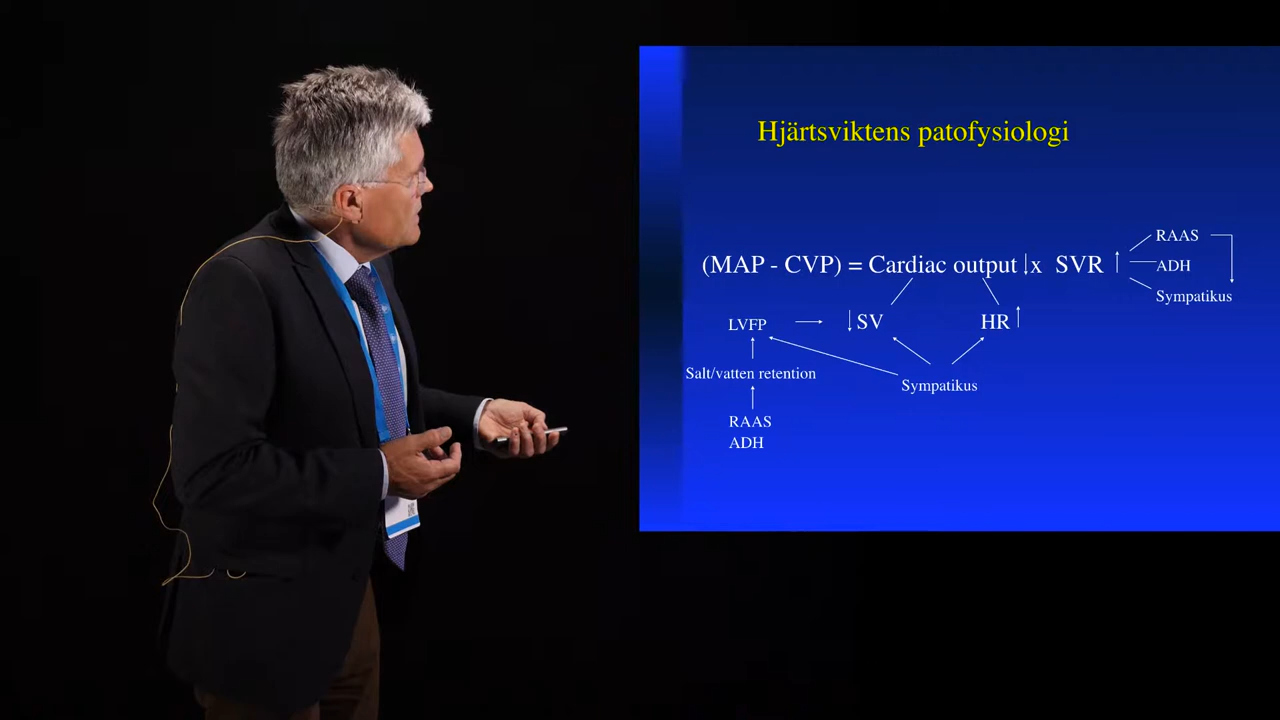 Hjärtsviktens patofysiologi
RAAS
(MAP - CVP) = Cardiac output ↓x SVR ↑
ADH
Sympatikus
LVFP → ↓ SV
HR ↑
Salt/vatten retention
Sympatikus
RAAS
ADH